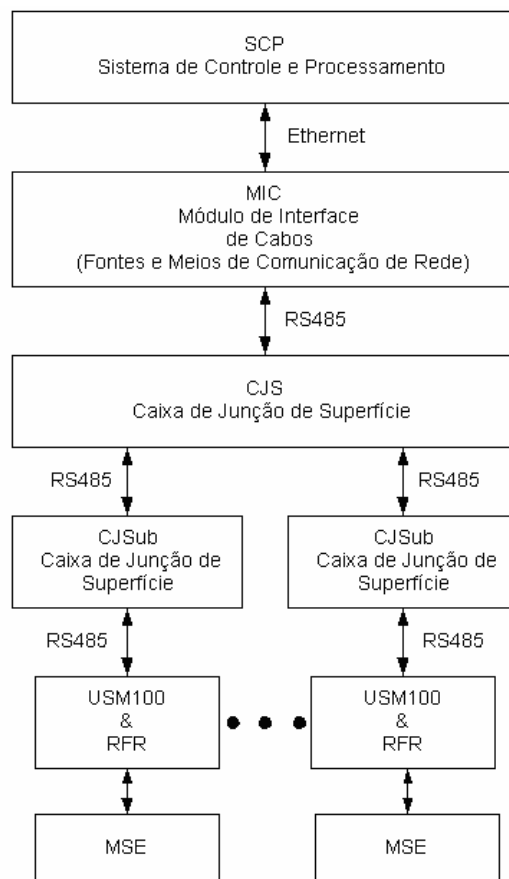 SCP
Sistema de Controle e Processamento
Ethernet
MIC
Módulo de Interface
de Cabos
(Fontes e Meios de Comunicação de Rede)
RS485
CJS
Caixa de Junção de Superfície
RS485
RS485
CJSub
Caixa de Junção de
Superfície
CJSub
Caixa de Junção de
Superfície
RS485
RS485
USM100
&
RFR
USM100
&
RFR
MSE
MSE